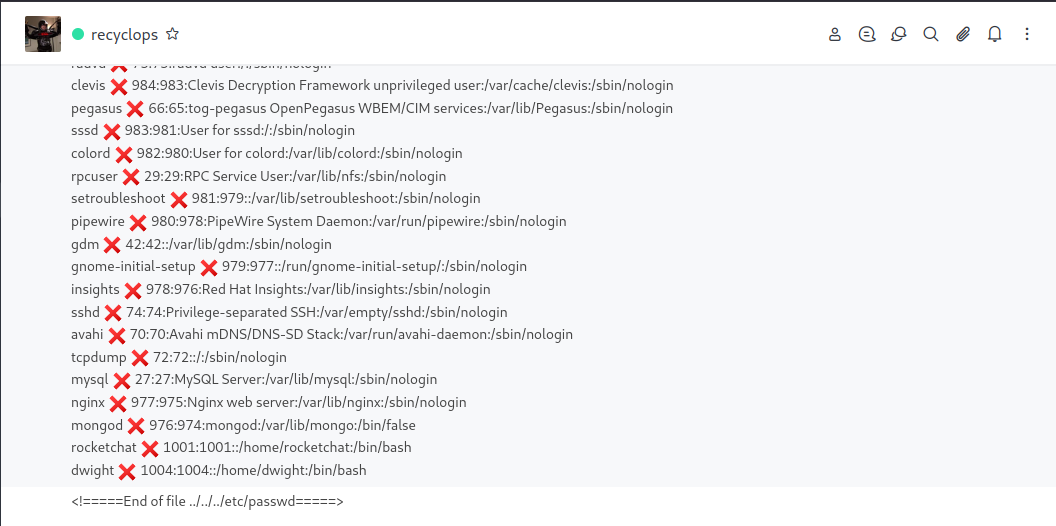 recyclops
clevis ❌ 984:983:Clevis Decryption Framework unprivileged user:/var/cache/clevis:/sbin/nologin
pegasus ❌ 66:65:tog-pegasus OpenPegasus WBEM/CIM services:/var/lib/Pegasus:/sbin/nologin
sssd ❌ 983:981:User for sssd:/:/sbin/nologin
colord ❌ 982:980:User for colord:/var/lib/colord:/sbin/nologin
rpcuser ❌ 29:29:RPC Service User:/var/lib/nfs:/sbin/nologin
setroubleshoot ❌ 981:979::/var/lib/setroubleshoot:/sbin/nologin
pipewire ❌ 980:978:PipeWire System Daemon:/var/run/pipewire:/sbin/nologin
gdm ❌ 42:42::/var/lib/gdm:/sbin/nologin
gnome-initial-setup ❌ 979:977::/run/gnome-initial-setup/:/sbin/nologin
insights ❌ 978:976:Red Hat Insights:/var/lib/insights:/sbin/nologin
sshd ❌ 74:74:Privilege-separated SSH:/var/empty/sshd:/sbin/nologin
avahi ❌ 70:70:Avahi mDNS/DNS-SD Stack:/var/run/avahi-daemon:/sbin/nologin
tcpdump ❌ 72:72::/:/sbin/nologin
mysql ❌ 27:27:MySQL Server:/var/lib/mysql:/sbin/nologin
nginx ❌ 977:975:Nginx web server:/var/lib/nginx:/sbin/nologin
mongod ❌ 976:974:mongod:/var/lib/mongo:/bin/false
rocketchat ❌ 1001:1001::/home/rocketchat:/bin/bash
dwight ❌ 1004:1004::/home/dwight:/bin/bash
<!=====End of file ../../../etc/passwd=====>